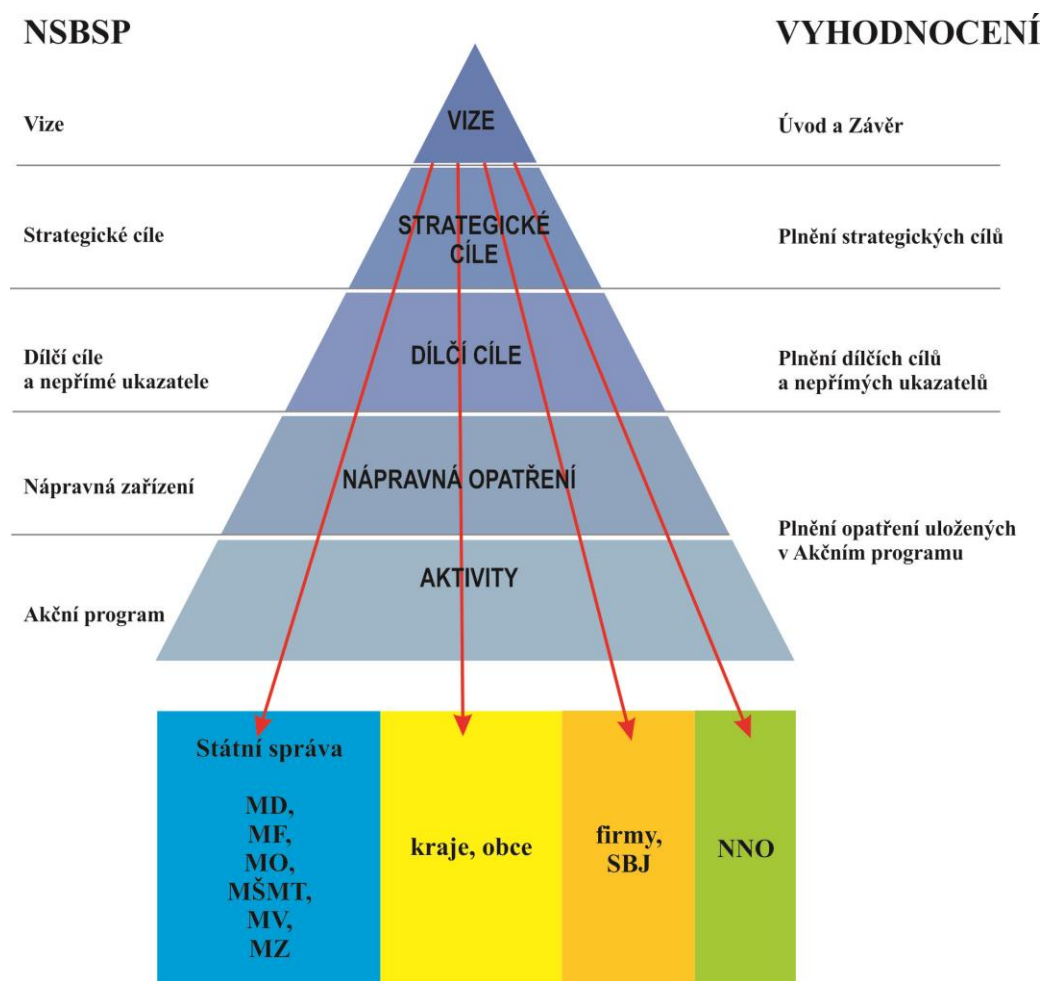 NSBSP
VYHODNOCENÍ
Vize
VIZE
Úvod a Závěr
Strategické cíle
STRATEGICKÉ
CÍLE
Plnění strategických cílů
Dílčí cíle
a nepřímé ukazatele
DÍLČÍ CÍLE
Plnění dílčích cílů
a nepřímých ukazatelů
Nápravná zařízení
NÁPRAVNÁ OPATŘENÍ
Plnění opatření uložených
v Akčním programu
Akční program
AKTIVITY
Státní správa
MD,
MF,
MO,
MŠMT,
MV,
MZ
kraje, obce
firmy,
SBJ
NNO